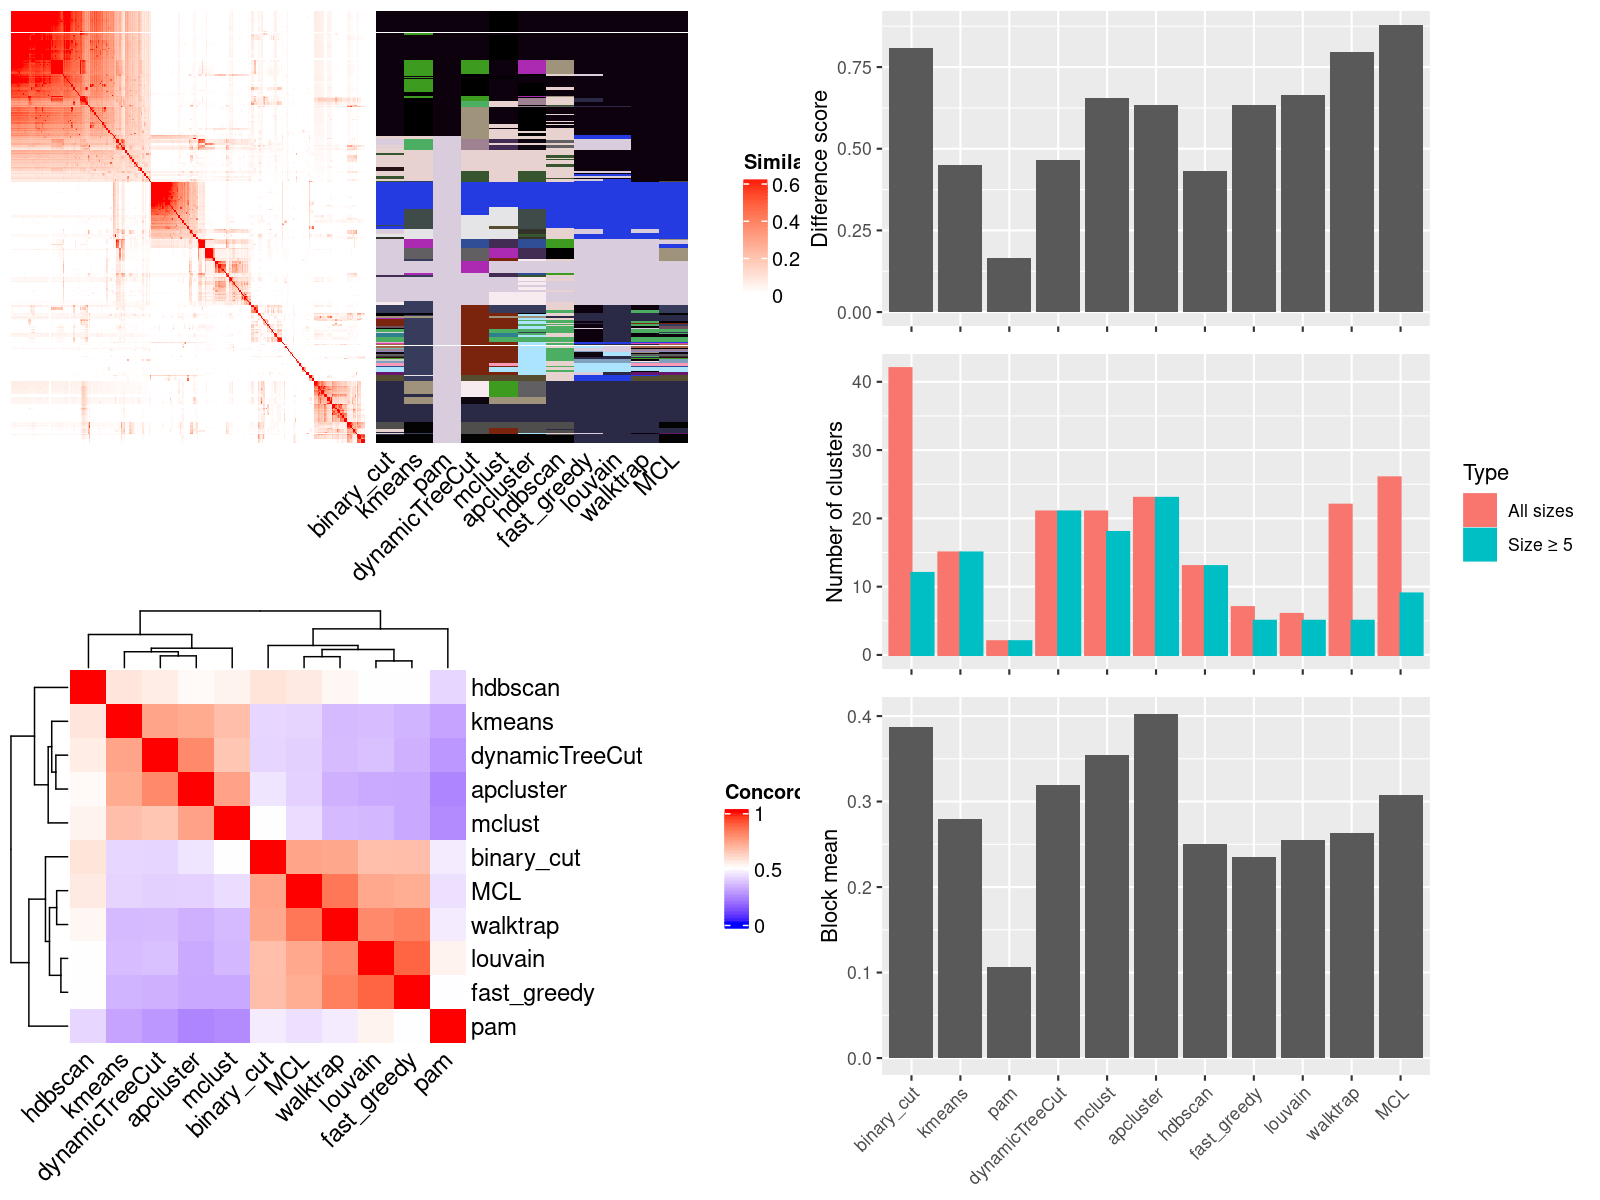 Simila
0.6
0.4
0.2
0
binary_cut
kmeans
pam
dynamicTreeCut
mclust
apcluster
hdbscan
fast_greedy
louvain
walktrap
MCL
hdbscan
kmeans
dynamicTreeCut
apcluster
mclust
binary_cut
MCL
walktrap
louvain
fast_greedy
pam
hdbscan
kmeans
dynamicTreeCut
apcluster
mclust
binary_cut
MCL
walktrap
louvain
fast_greedy
pam
Concord
1
0.5
0
Difference score
0.75
0.50
0.25
0.00
Number of clusters
40
30
20
10
0
Type
All sizes
Size ≥ 5
Block mean
0.4
0.3
0.2
0.1
0.0
binary_cut
kmeans
pam
dynamicTreeCut
mclust
apcluster
hdbscan
fast_greedy
louvain
walktrap
MCL